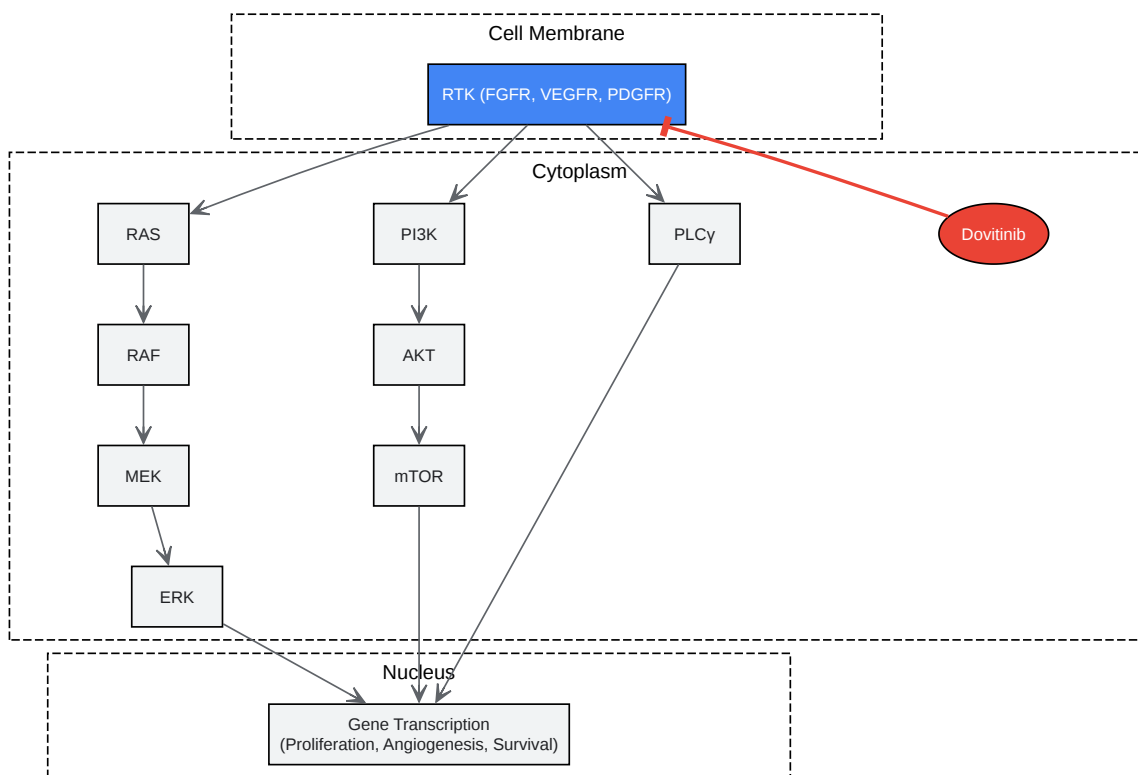 Cell Membrane
RTK (FGFR, VEGFR, PDGFR)
Cytoplasm
RAS
PI3K
PLCγ
Dovitinib
RAF
AKT
MEK
mTOR
ERK
Nucleus
Gene Transcription
(Proliferation, Angiogenesis, Survival)